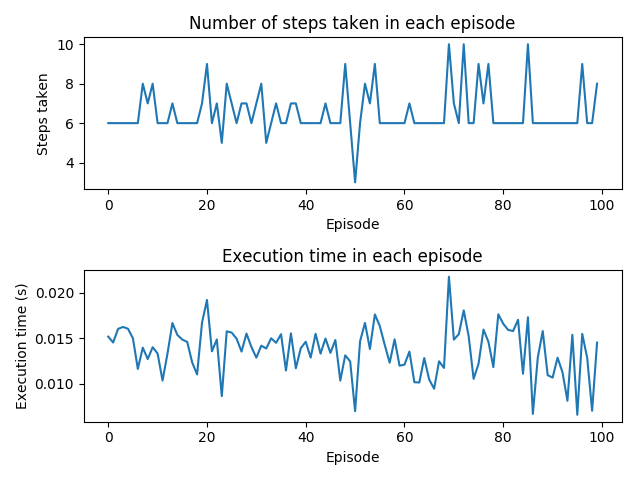 Number of steps taken in each episode
10
8
6
4
Steps taken
0 20 40 60 80 100
Episode
Execution time in each episode
0.020
0.015
0.010
Execution time (s)
0 20 40 60 80 100
Episode